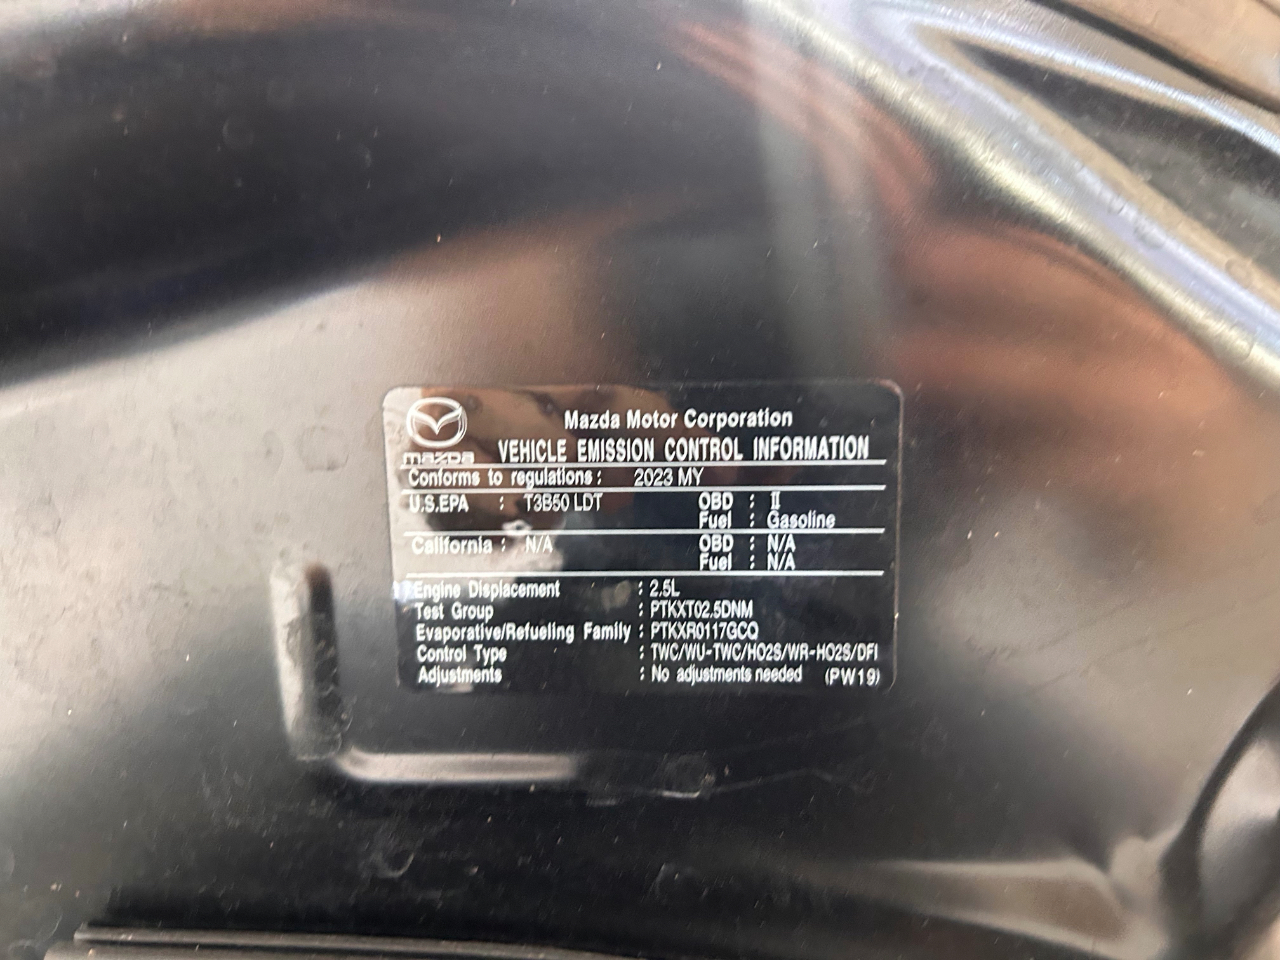 mazda
Mazda Motor Corporation
VEHICLE EMISSION CONTROL INFORMATION
Conforms to regulations : 2023 MY
U.S.EPA : T3B50 LDT OBD : II
Fuel : Gasoline
California : N/A OBD : N/A
Fuel : N/A
Engine Displacement : 2.5L
Test Group : PTKXT02.5DNM
Evaporative/Refueling Family : PTKXR0117GCQ
Control Type : TWC/WU-TWC/HO2S/WR-HO2S/DFI
Adjustments : No adjustments needed (PW19)